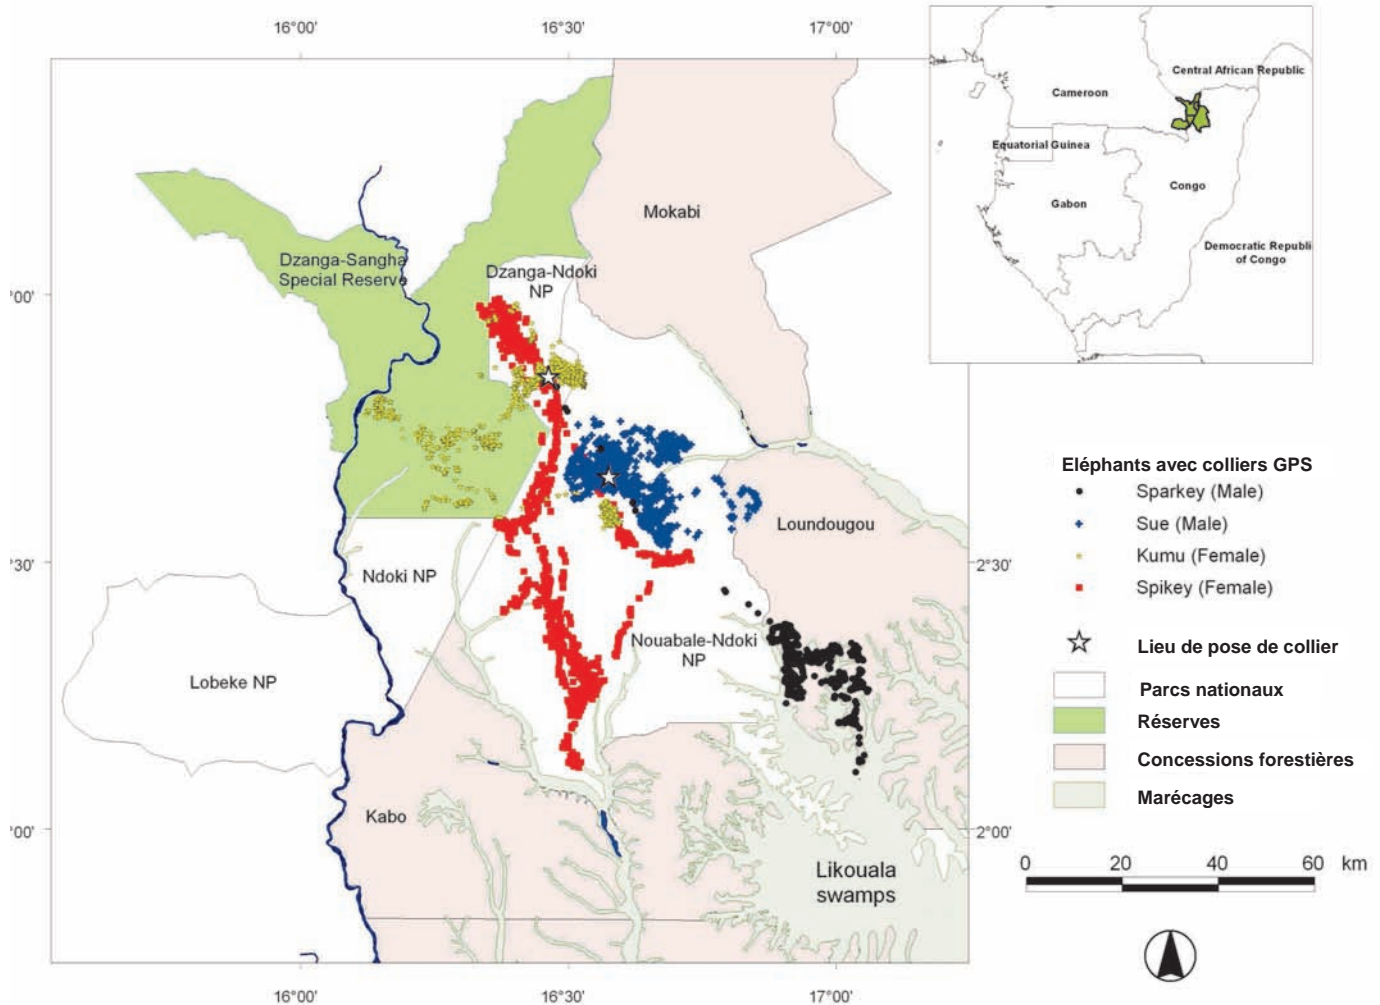 16°00'
16°30'
17°00'
Central African Republic
Cameroon
Equatorial Guinea
Congo
Gabon
Democratic Republi
of Congo
Mokabi
Dzanga-Sangha
Special Reserve
Dzanga-Ndoki
NP
°00'
Eléphants avec colliers GPS
Sparkey (Male)
Sue (Male)
Kumu (Female)
Spikey (Female)
Loundougou
°30'
2°30'
Ndoki NP
Nouabale-Ndoki
NP
Lobeke NP
Lieu de pose de collier
Parcs nationaux
Réserves
Concessions forestières
Marécages
Kabo
°00'
2°00'
Likouala
swamps
0 20 40 60 km
16°00'
16°30'
17°00'